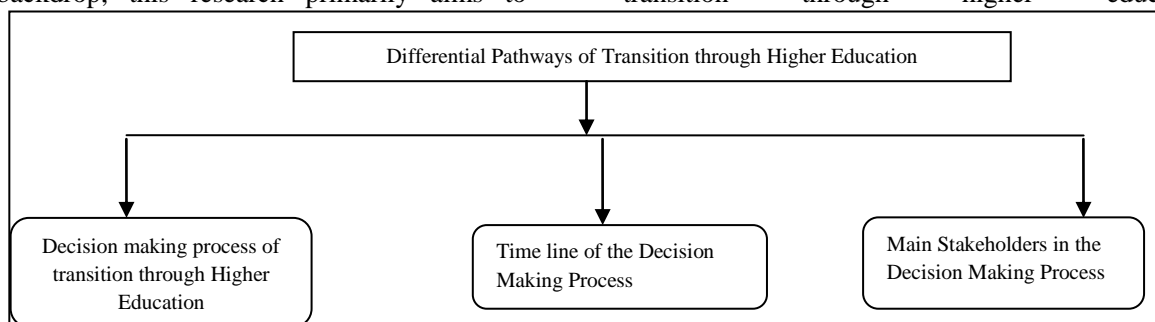 backdrop, this research primarily aims to transition through higher educ
Differential Pathways of Transition through Higher Education
Decision making process of
transition through Higher
Education
Time line of the Decision
Making Process
Main Stakeholders in the
Decision Making Process